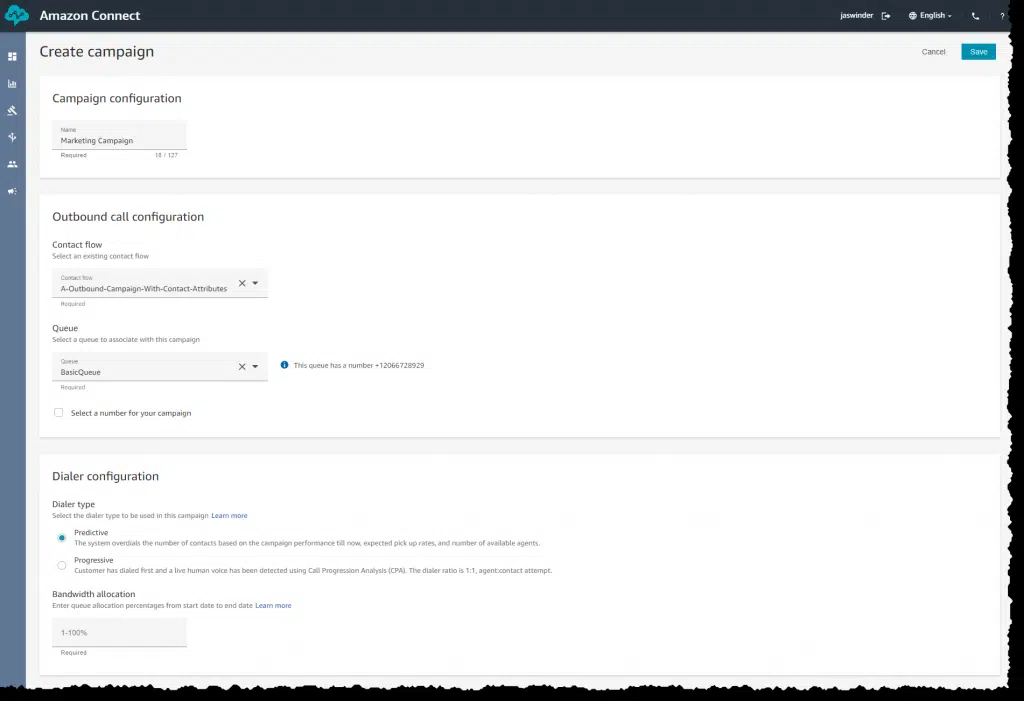 Amazon Connect
jaswinder
English
?
Create campaign
Cancel
Save
Campaign configuration
Name
Marketing Campaign
Required
18 / 127
Outbound call configuration
Contact flow
Select an existing contact flow
Contact flow
A-Outbound-Campaign-With-Contact-Attributes
Required
Queue
Select a queue to associate with this campaign
Queue
BasicQueue
This queue has a number +12066728929
Required
Select a number for your campaign
Dialer configuration
Dialer type
Select the dialer type to be used in this campaign Learn more
Predictive
The system overdials the number of contacts based on the campaign performance till now, expected pick up rates, and number of available agents.
Progressive
Customer has dialed first and a live human voice has been detected using Call Progression Analysis (CPA). The dialer ratio is 1:1, agent:contact attempt.
Bandwidth allocation
Enter queue allocation percentages from start date to end date Learn more
1-100%
Required